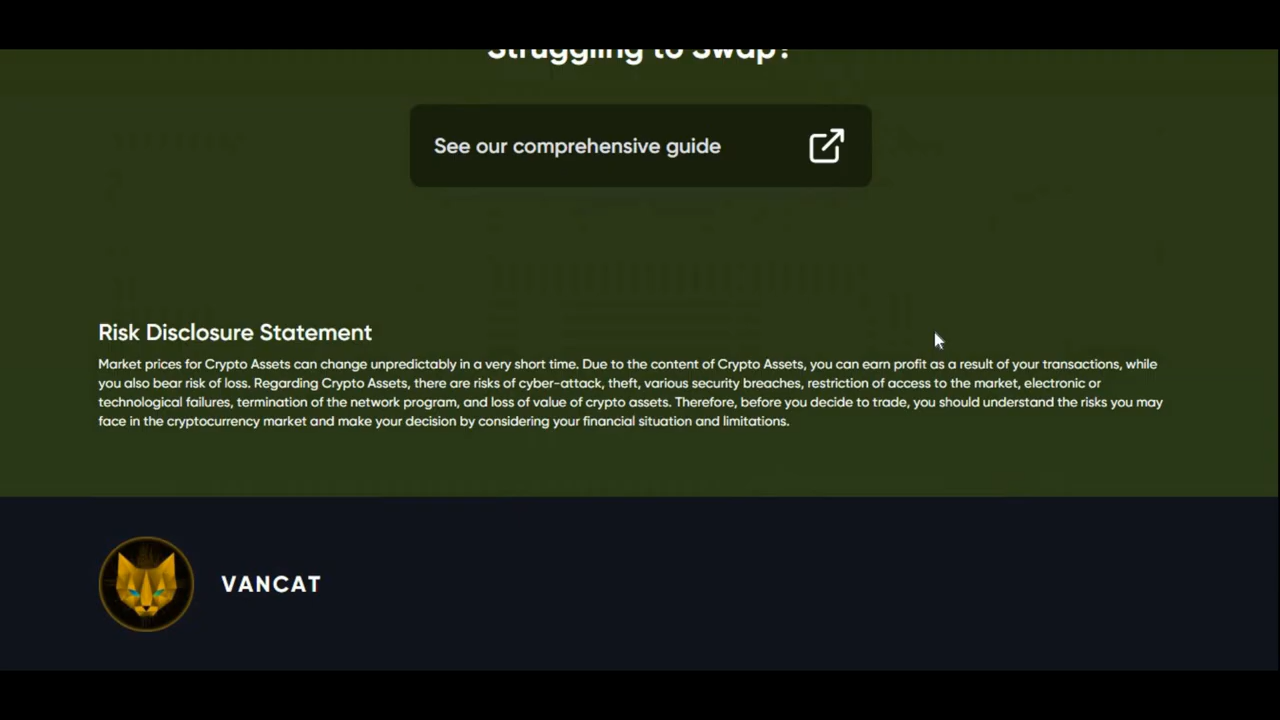 Struggling to Swap?
See our comprehensive guide
Risk Disclosure Statement
Market prices for Crypto Assets can change unpredictably in a very short time. Due to the content of Crypto Assets, you can earn profit as a result of your transactions, while
you also bear risk of loss. Regarding Crypto Assets, there are risks of cyber-attack, theft, various security breaches, restriction of access to the market, electronic or
technological failures, termination of the network program, and loss of value of crypto assets. Therefore, before you decide to trade, you should understand the risks you may
face in the cryptocurrency market and make your decision by considering your financial situation and limitations.
VANCAT